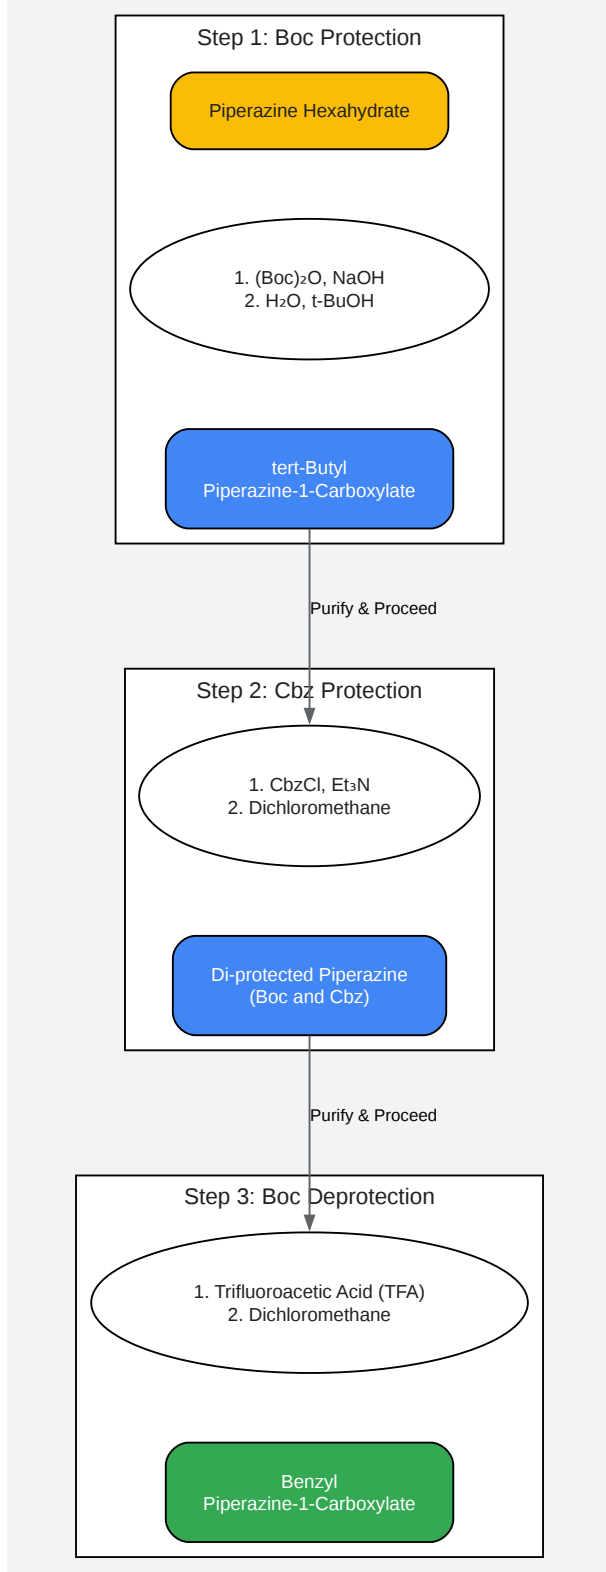 Step 1: Boc Protection
Piperazine Hexahydrate
1. (Boc)₂O, NaOH
2. H₂O, t-BuOH
tert-Butyl
Piperazine-1-Carboxylate
Purify & Proceed
Step 2: Cbz Protection
1. CbzCl, Et₃N
2. Dichloromethane
Di-protected Piperazine
(Boc and Cbz)
Purify & Proceed
Step 3: Boc Deprotection
1. Trifluoroacetic Acid (TFA)
2. Dichloromethane
Benzyl
Piperazine-1-Carboxylate